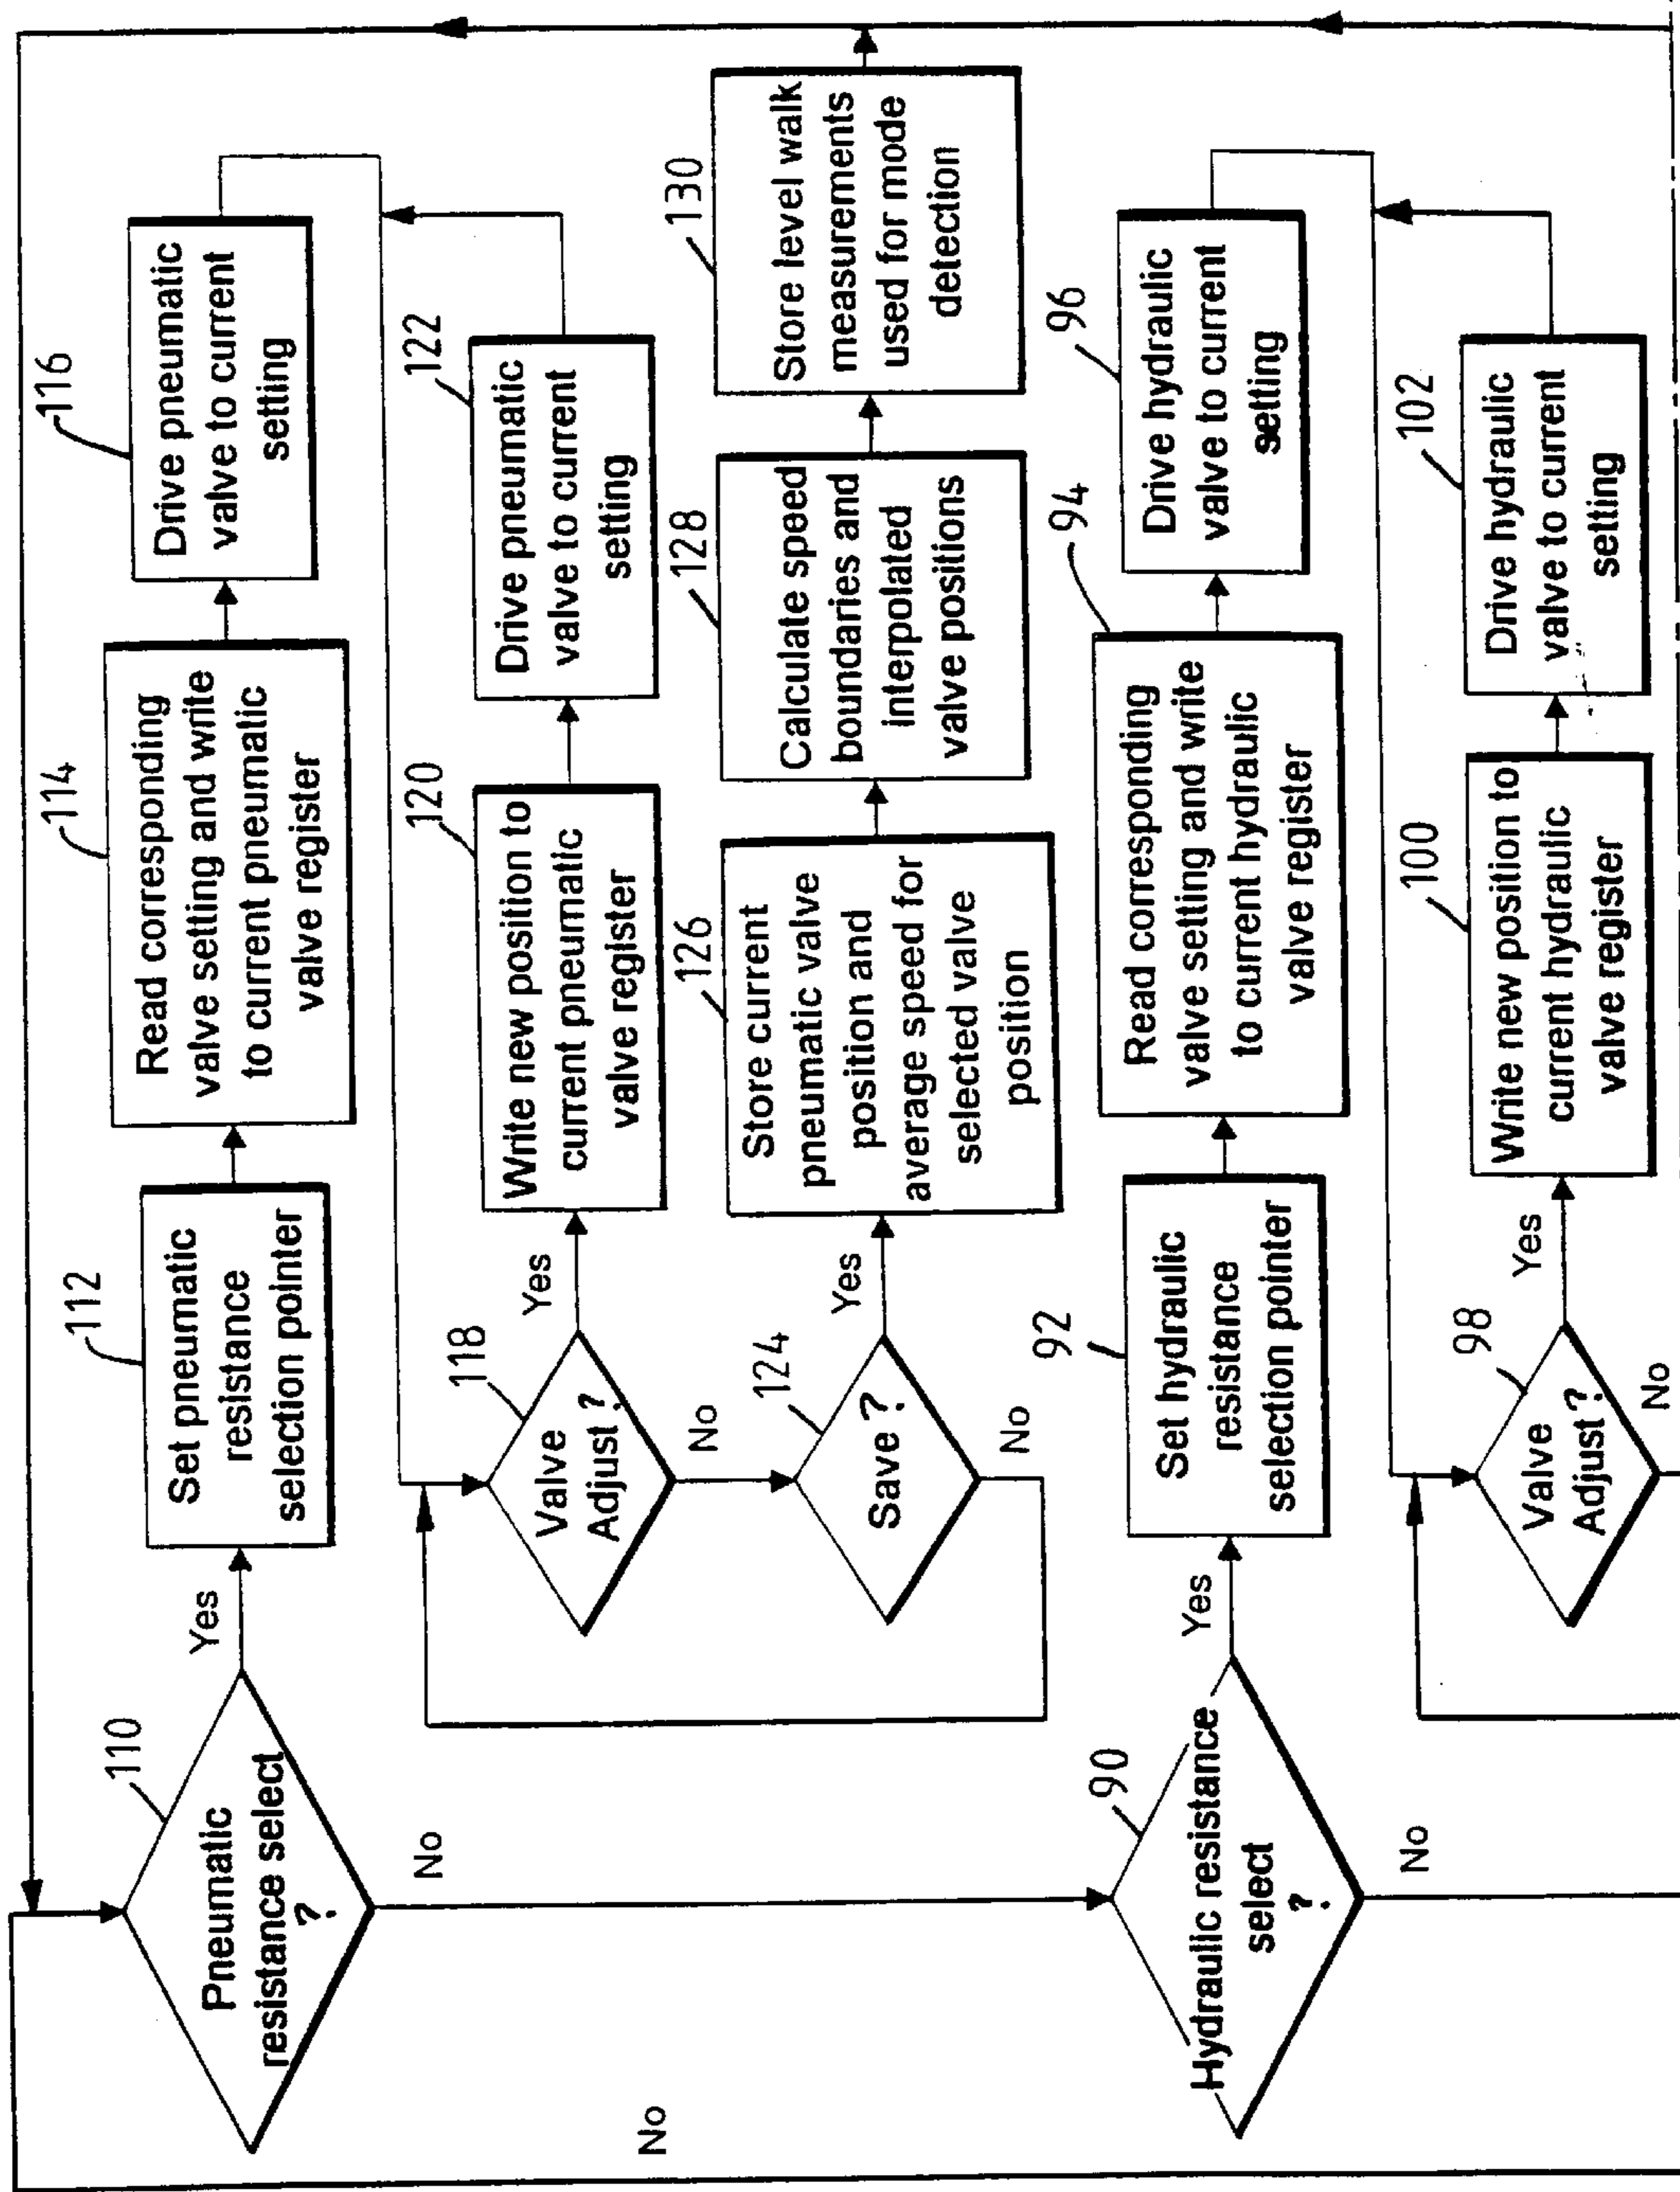 110
Pneumatic
resistance select
?
Yes
No
112
Set pneumatic
resistance
selection pointer
114
Read corresponding
valve setting and write
to current pneumatic
valve register
116
Drive pneumatic
valve to current
setting
118
Valve
Adjust ?
Yes
No
120
Write new position to
current pneumatic
valve register
122
Drive pneumatic
valve to current
setting
124
Save ?
Yes
No
126
Store current
pneumatic valve
position and
average speed for
selected valve
position
128
Calculate speed
boundaries and
interpolated
valve positions
130
Store level walk
measurements
used for mode
detection
No
90
Hydraulic resistance
select
?
Yes
No
92
Set hydraulic
resistance
selection pointer
94
Read corresponding
valve setting and write
to current hydraulic
valve register
96
Drive hydraulic
valve to current
setting
98
Valve
Adjust ?
Yes
No
100
Write new position to
current hydraulic
valve register
102
Drive hydraulic
valve to current
setting